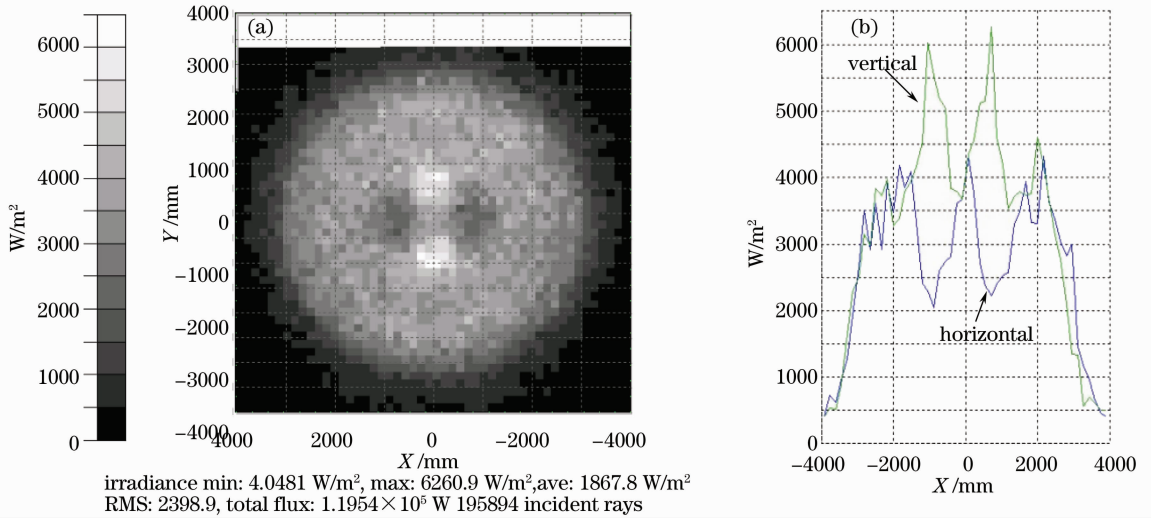 (a)
6000
5000
4000
3000
2000
1000
0
W/m²
4000
3000
2000
1000
0
−1000
−2000
−3000
−4000
Y /mm
4000 2000 0 −2000 −4000
X /mm
irradiance min: 4.0481 W/m², max: 6260.9 W/m²,ave: 1867.8 W/m²
RMS: 2398.9, total flux: 1.1954×10⁵ W 195894 incident rays
(b)
vertical
horizontal
6000
5000
4000
3000
2000
1000
0
W/m²
−4000 −2000 0 2000 4000
X /mm